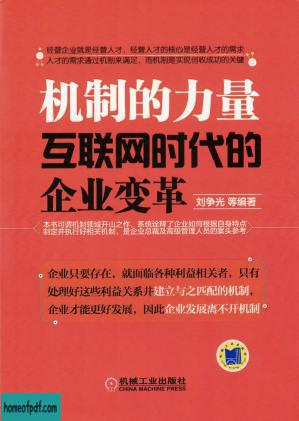 经营企业就是经营人才，经营人才的核心是经营人才的需求
人才的需求通过机制来满足，而机制是实现创收成功的关键
机制的力量
互联网时代的
企业变革
刘争光 等编著
本书可谓机制领域开山之作，系统诠释了企业如何根据自身特点
制定并执行好相关机制，是企业总裁及高级管理人员的案头参考
企业只要存在，就面临各种利益相关者，只有
处理好这些利益关系并建立与之匹配的机制，
企业才能更好发展，因此企业发展离不开机制
机械工业出版社
CHINA MACHINE PRESS
homeofpdf.com